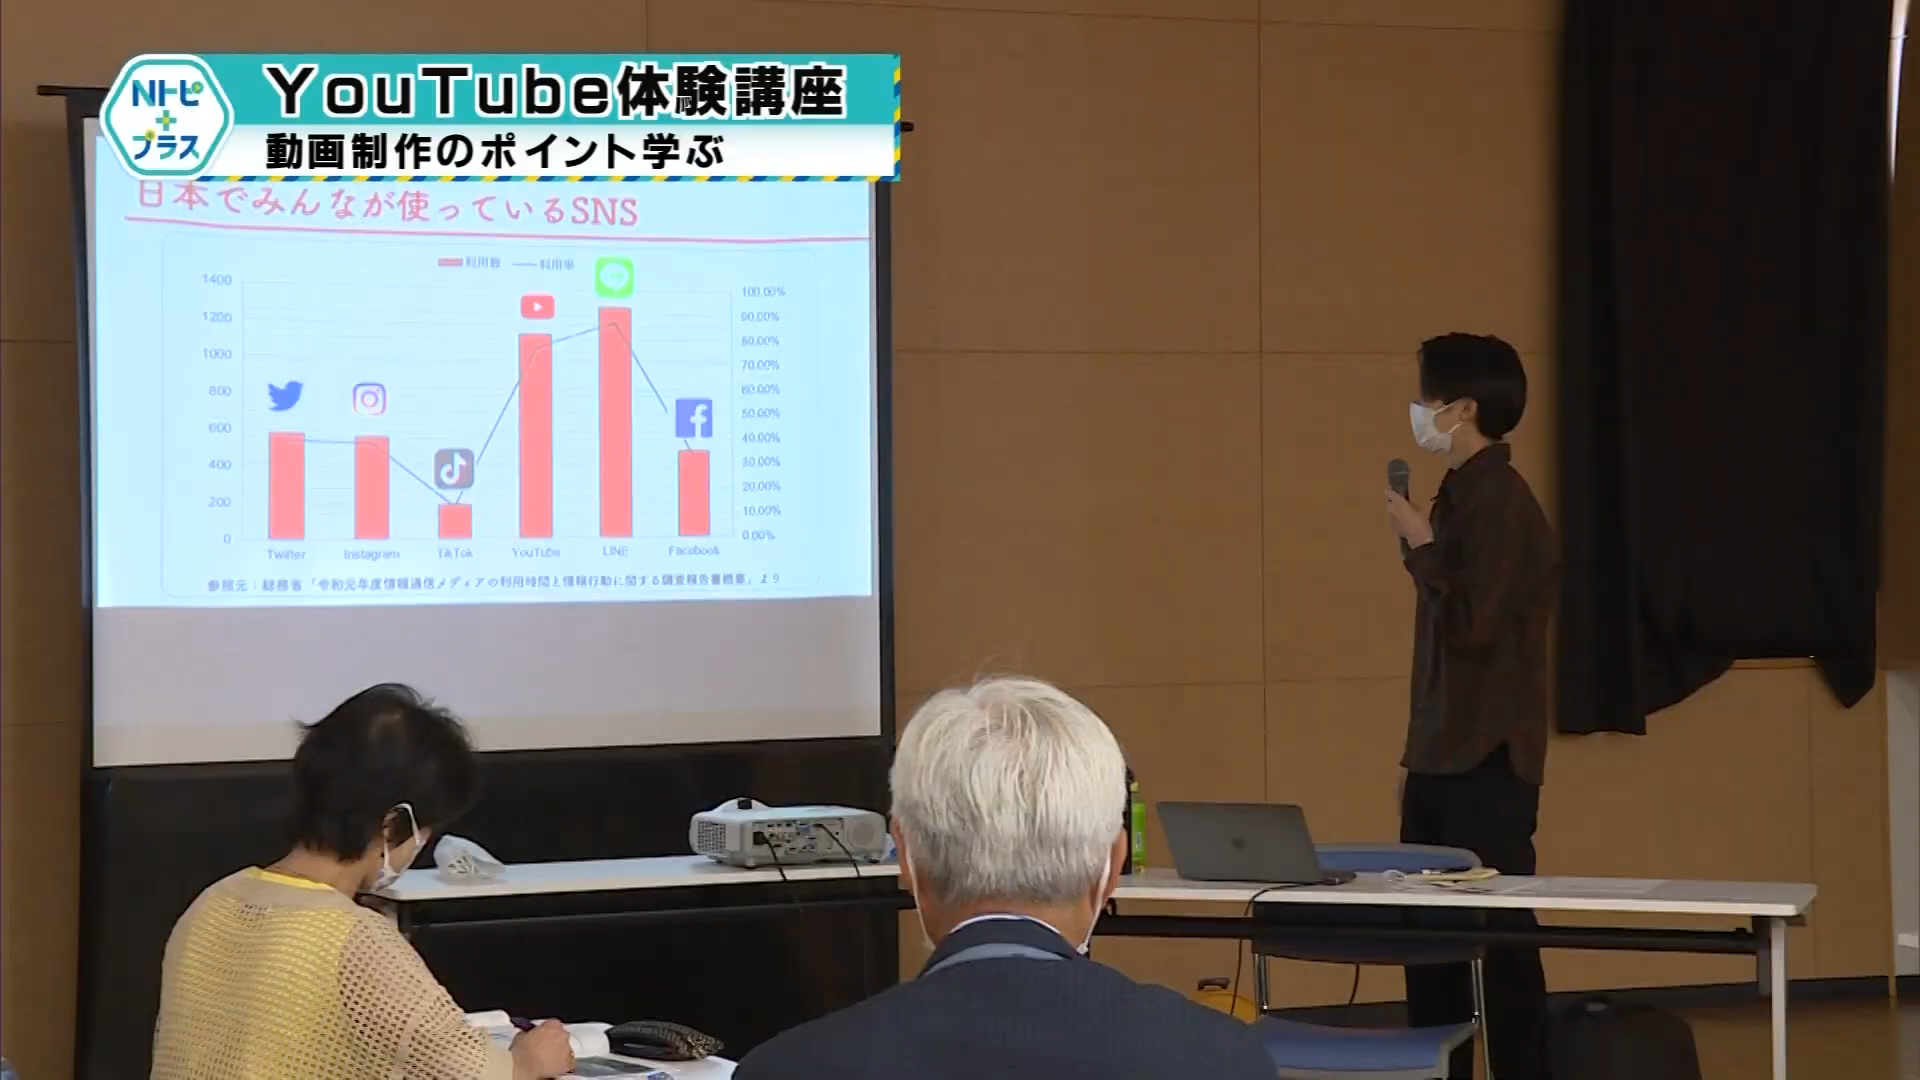 Nトピ
+
プラス
YouTube体験講座
動画制作のポイント学ぶ
日本でみんなが使っているSNS
利用数 利用率
1400
1200
1000
800
600
400
200
0
100.00%
90.00%
80.00%
70.00%
60.00%
50.00%
40.00%
30.00%
20.00%
10.00%
0.00%
Twitter Instagram TikTok YouTube LINE Facebook
参照元：総務省「令和元年度情報通信メディアの利用時間と情報行動に関する調査報告書概要」より